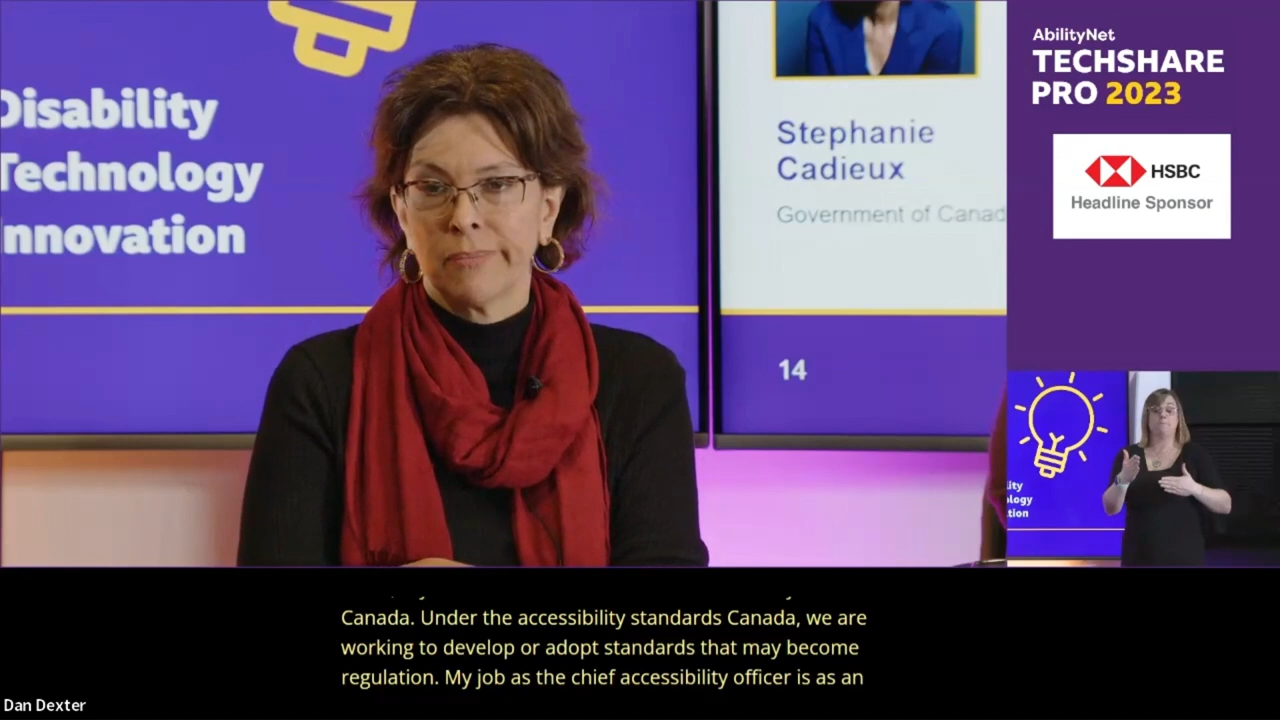 Disability
Technology
Innovation
Stephanie
Cadieux
Government of Canad
14
AbilityNet
TECHSHARE
PRO 2023
HSBC
Headline Sponsor
ity
ology
tion
Canada. Under the accessibility standards Canada, we are
working to develop or adopt standards that may become
regulation. My job as the chief accessibility officer is as an
Dan Dexter